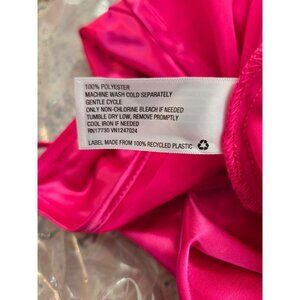 100% POLYESTER
MACHINE WASH COLD SEPARATELY
GENTLE CYCLE
ONLY NON-CHLORINE BLEACH IF NEEDED
TUMBLE DRY LOW, REMOVE PROMPTLY
COOL IRON IF NEEDED
RN17730 VN1247024
LABEL MADE FROM 100% RECYCLED PLASTIC